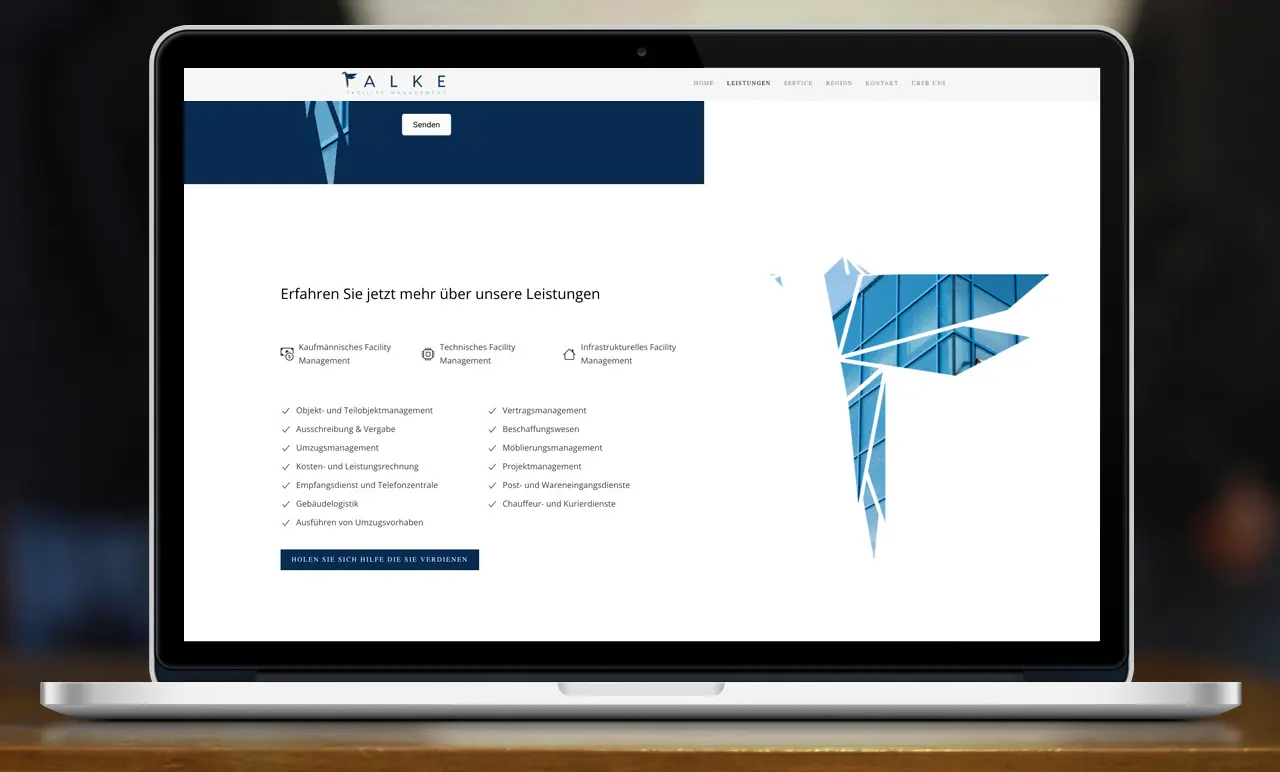 FALKE
FACILITY MANAGEMENT
HOME LEISTUNGEN SERVICE REGION KONTAKT ÜBER UNS
Senden
Erfahren Sie jetzt mehr über unsere Leistungen
Kaufmännisches Facility
Management
Technisches Facility
Management
Infrastrukturelles Facility
Management
Objekt- und Teilobjektmanagement
Ausschreibung & Vergabe
Umzugsmanagement
Kosten- und Leistungsrechnung
Empfangsdienst und Telefonzentrale
Gebäudelogistik
Ausführen von Umzugsvorhaben
Vertragsmanagement
Beschaffungswesen
Möblierungsmanagement
Projektmanagement
Post- und Wareneingangsdienste
Chauffeur- und Kurierdienste
HOLEN SIE SICH HILFE DIE SIE VERDIENEN